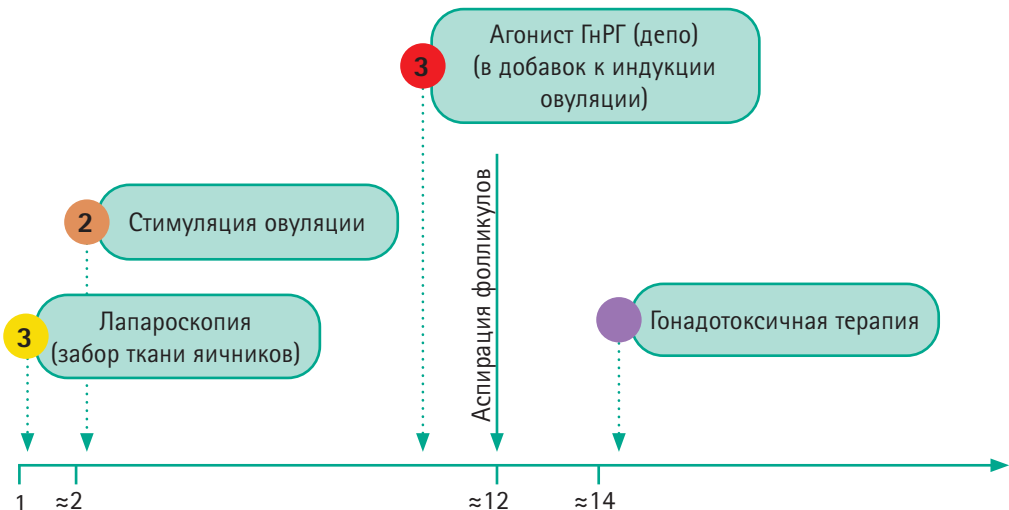 3
Агонист ГнРГ (депо)
(в добавок к индукции
овуляции)
Аспирация фолликулов
2
Стимуляция овуляции
3
Лапароскопия
(забор ткани яичников)
Гонадотоксичная терапия
1
≈2
≈12
≈14